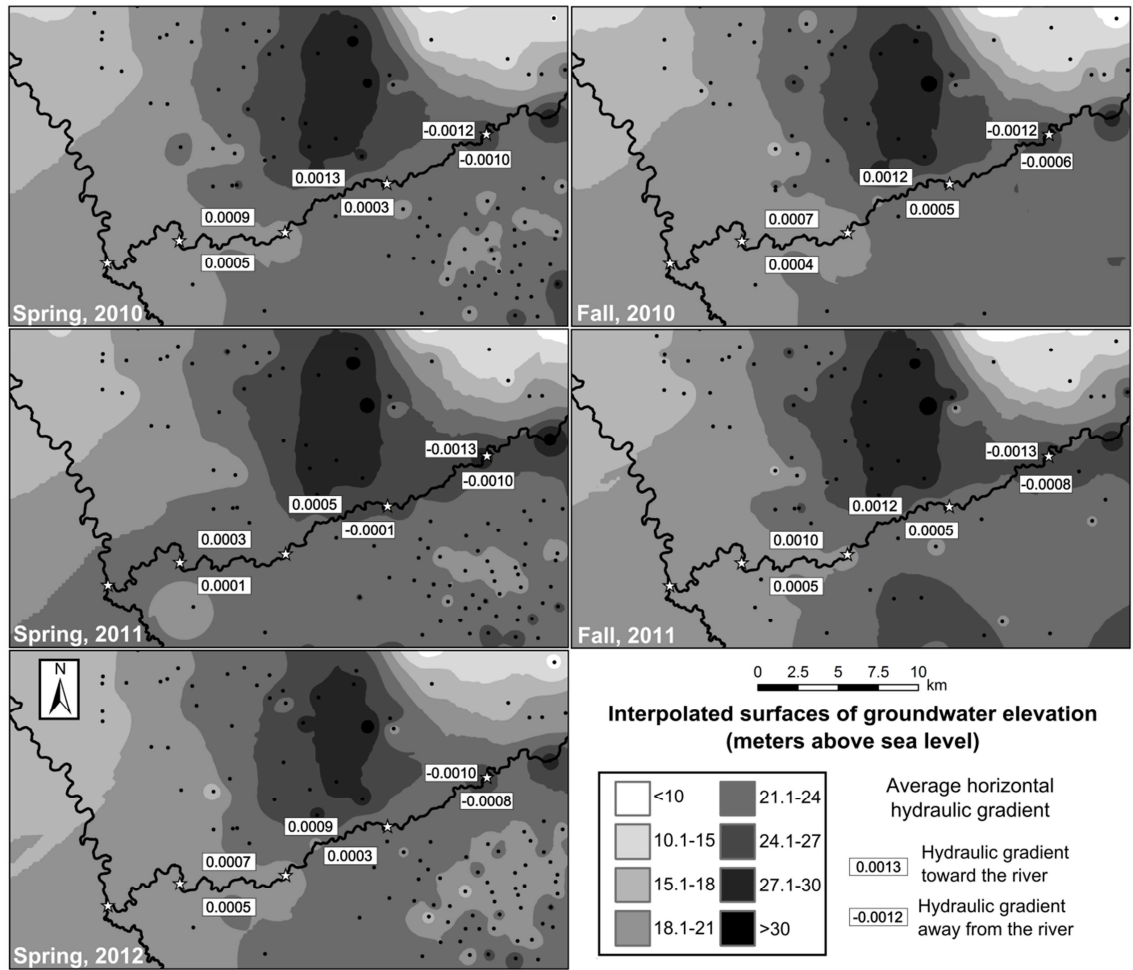 -0.0012
-0.0010
0.0013
0.0003
0.0009
0.0005
Spring, 2010
-0.0012
-0.0006
0.0012
0.0005
0.0007
0.0004
Fall, 2010
-0.0013
-0.0010
0.0005
-0.0001
0.0003
0.0001
Spring, 2011
-0.0013
-0.0008
0.0012
0.0005
0.0010
0.0005
Fall, 2011
N
-0.0010
-0.0008
0.0009
0.0003
0.0007
0.0005
Spring, 2012
0 2.5 5 7.5 10
km
Interpolated surfaces of groundwater elevation
(meters above sea level)
<10 21.1-24
10.1-15 24.1-27
15.1-18 27.1-30
18.1-21 >30
Average horizontal
hydraulic gradient
0.0013 Hydraulic gradient
toward the river
-0.0012 Hydraulic gradient
away from the river